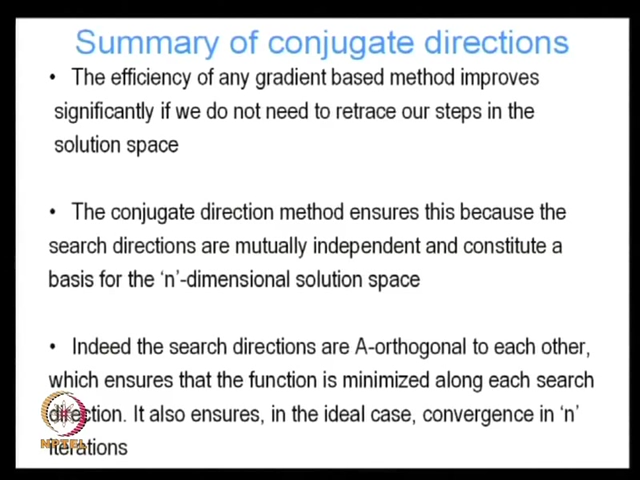 Summary of conjugate directions
• The efficiency of any gradient based method improves
significantly if we do not need to retrace our steps in the
solution space
• The conjugate direction method ensures this because the
search directions are mutually independent and constitute a
basis for the ‘n’-dimensional solution space
• Indeed the search directions are A-orthogonal to each other,
which ensures that the function is minimized along each search
direction. It also ensures, in the ideal case, convergence in ‘n’
iterations
NPTEL